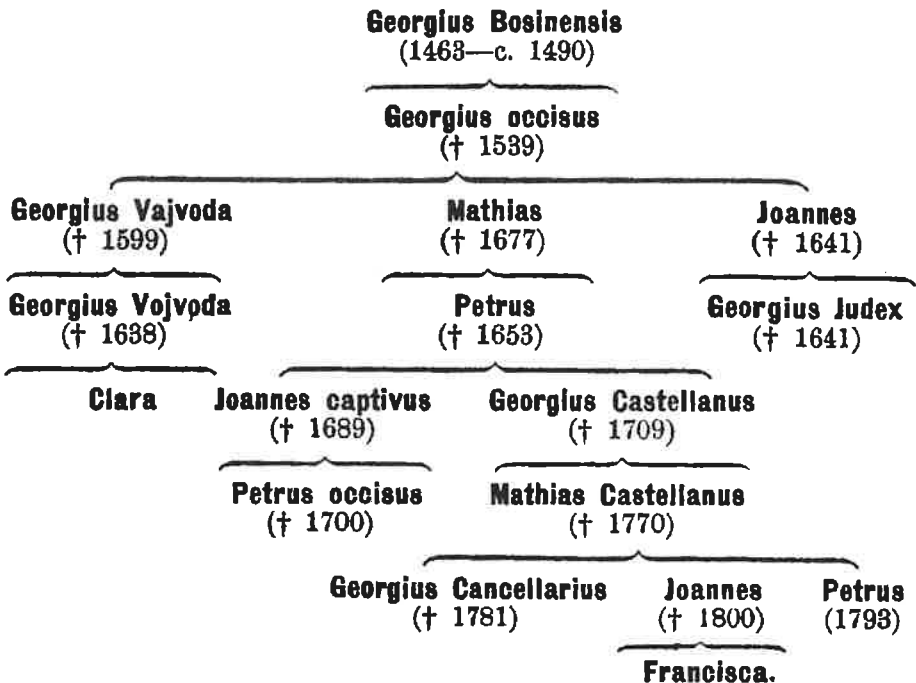 Georgius Bosinensis
(1463—c. 1490)
Georgius occisus
(† 1539)
Georgius Vajvoda Mathias Joannes
(† 1599) († 1677) († 1641)
Georgius Vojvoda Petrus Georgius Judex
(† 1638) († 1653) († 1641)
Clara Joannes captivus Georgius Castellanus
(† 1689) († 1709)
Petrus occisus Mathias Castellanus
(† 1700) († 1770)
Georgius Cancellarius Joannes Petrus
(† 1781) († 1800) (1793)
Francisca.